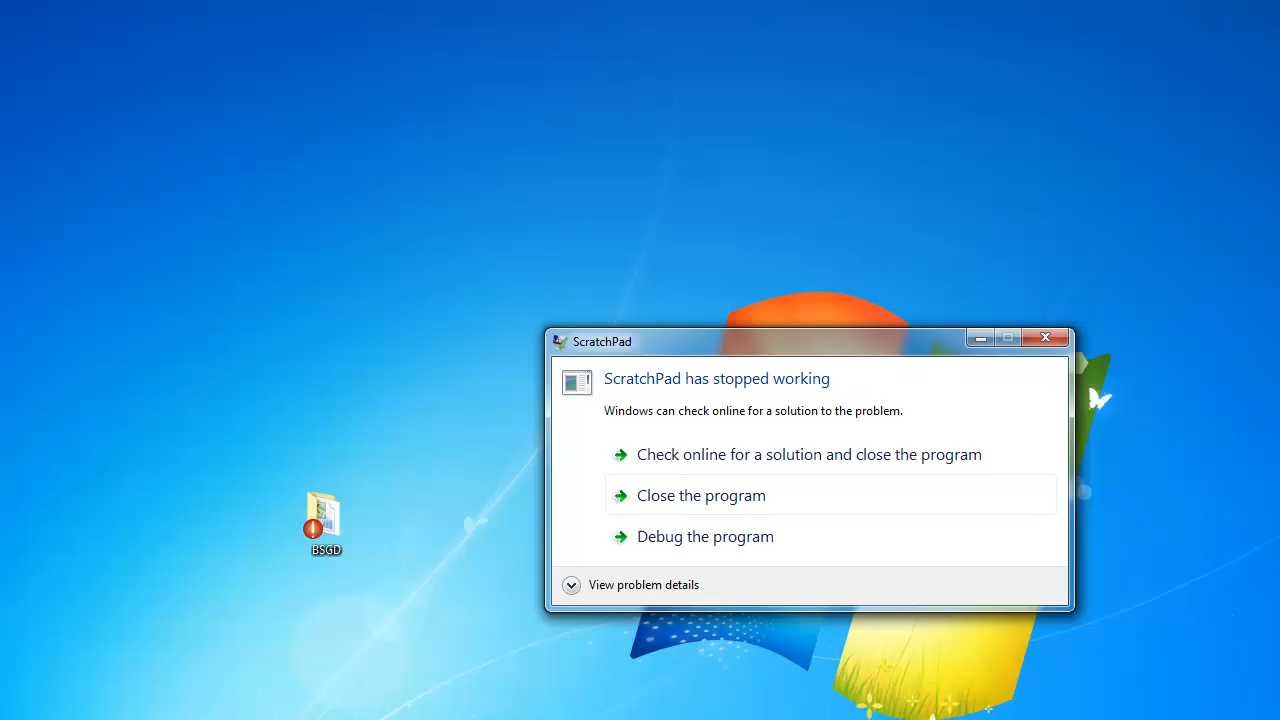 ScratchPad
ScratchPad has stopped working
Windows can check online for a solution to the problem.
Check online for a solution and close the program
Close the program
Debug the program
View problem details
BSGD